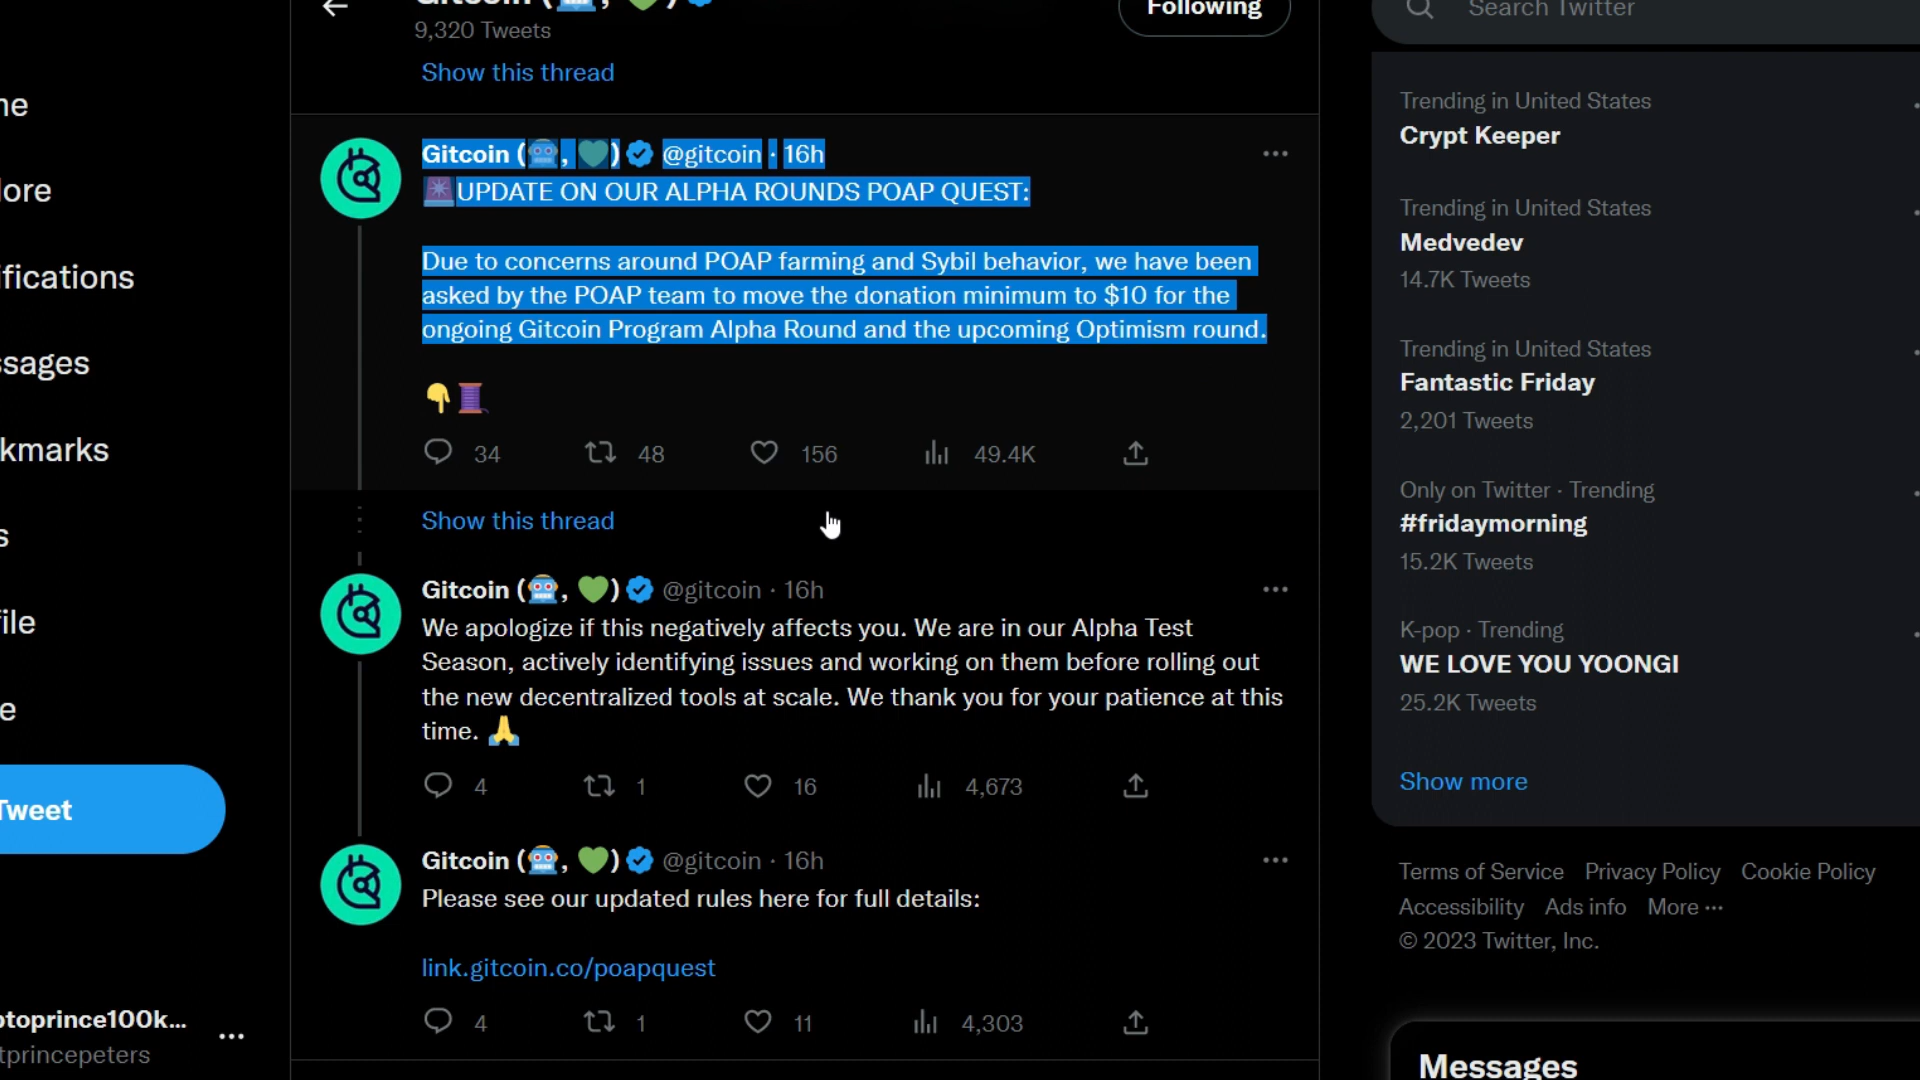 Gitcoin (🤖, 💚)
Following
9,320 Tweets
Show this thread
Gitcoin (🤖, 💚) @gitcoin · 16h
🚨UPDATE ON OUR ALPHA ROUNDS POAP QUEST:
Due to concerns around POAP farming and Sybil behavior, we have been
asked by the POAP team to move the donation minimum to $10 for the
ongoing Gitcoin Program Alpha Round and the upcoming Optimism round.
👇🧵
34 48 156 49.4K
Show this thread
Gitcoin (🤖, 💚) @gitcoin · 16h
We apologize if this negatively affects you. We are in our Alpha Test
Season, actively identifying issues and working on them before rolling out
the new decentralized tools at scale. We thank you for your patience at this
time. 🙏
4 1 16 4,673
Gitcoin (🤖, 💚) @gitcoin · 16h
Please see our updated rules here for full details:
link.gitcoin.co/poapquest
4 1 11 4,303
ne
lore
ifications
ssages
kmarks
s
file
e
Tweet
otoprince100k...
tprincepeters
Search Twitter
Trending in United States
Crypt Keeper
Trending in United States
Medvedev
14.7K Tweets
Trending in United States
Fantastic Friday
2,201 Tweets
Only on Twitter · Trending
#fridaymorning
15.2K Tweets
K-pop · Trending
WE LOVE YOU YOONGI
25.2K Tweets
Show more
Terms of Service Privacy Policy Cookie Policy
Accessibility Ads info More ···
© 2023 Twitter, Inc.
Messages